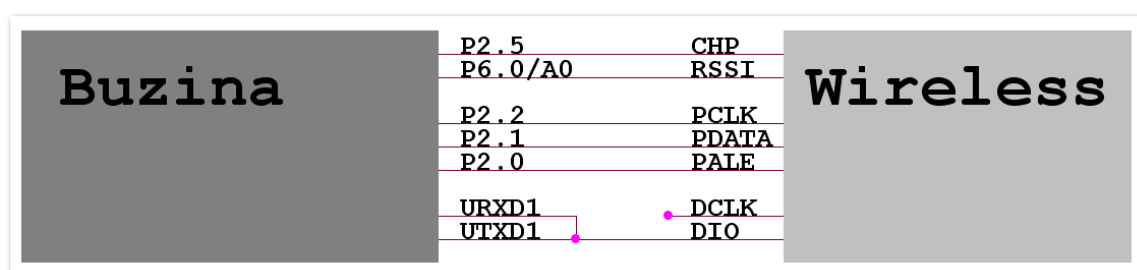 P2.5 CHP
P6.0/A0 RSSI
Buzina Wireless
P2.2 PCLK
P2.1 PDATA
P2.0 PALE
URXD1 DCLK
UTXD1 DIO